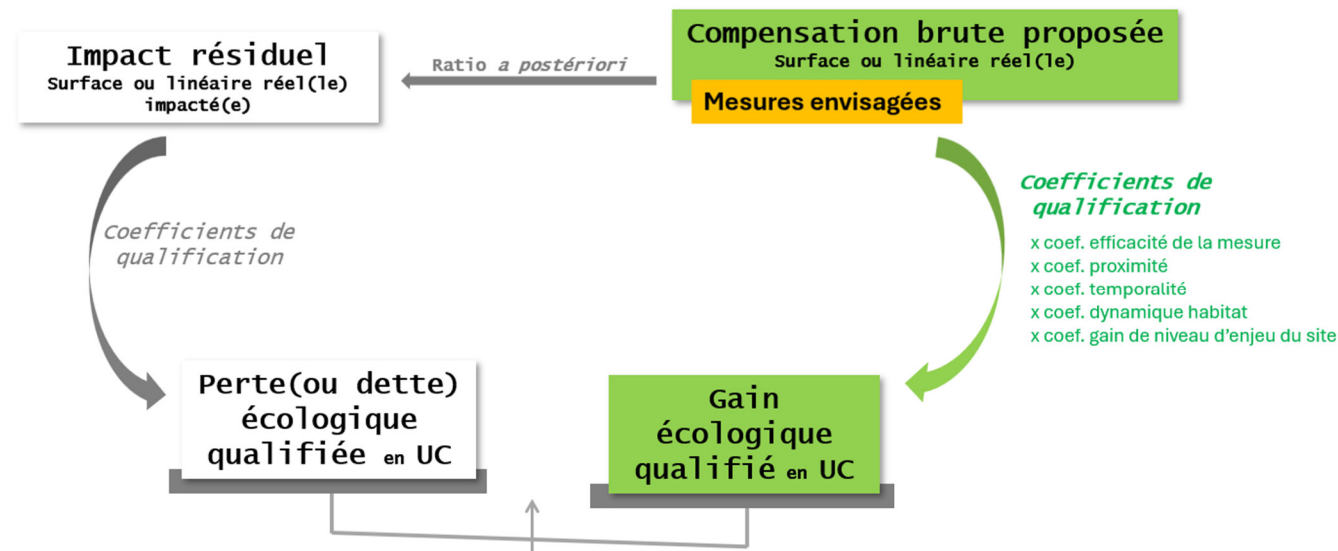 Impact résiduel
Surface ou linéaire réel(le)
impacté(e)
Ratio a postériori
Compensation brute proposée
Surface ou linéaire réel(le)
Mesures envisagées
Coefficients de
qualification
Coefficients de
qualification
x coef. efficacité de la mesure
x coef. proximité
x coef. temporalité
x coef. dynamique habitat
x coef. gain de niveau d'enjeu du site
Perte(ou dette)
écologique
qualifiée en UC
Gain
écologique
qualifié en UC